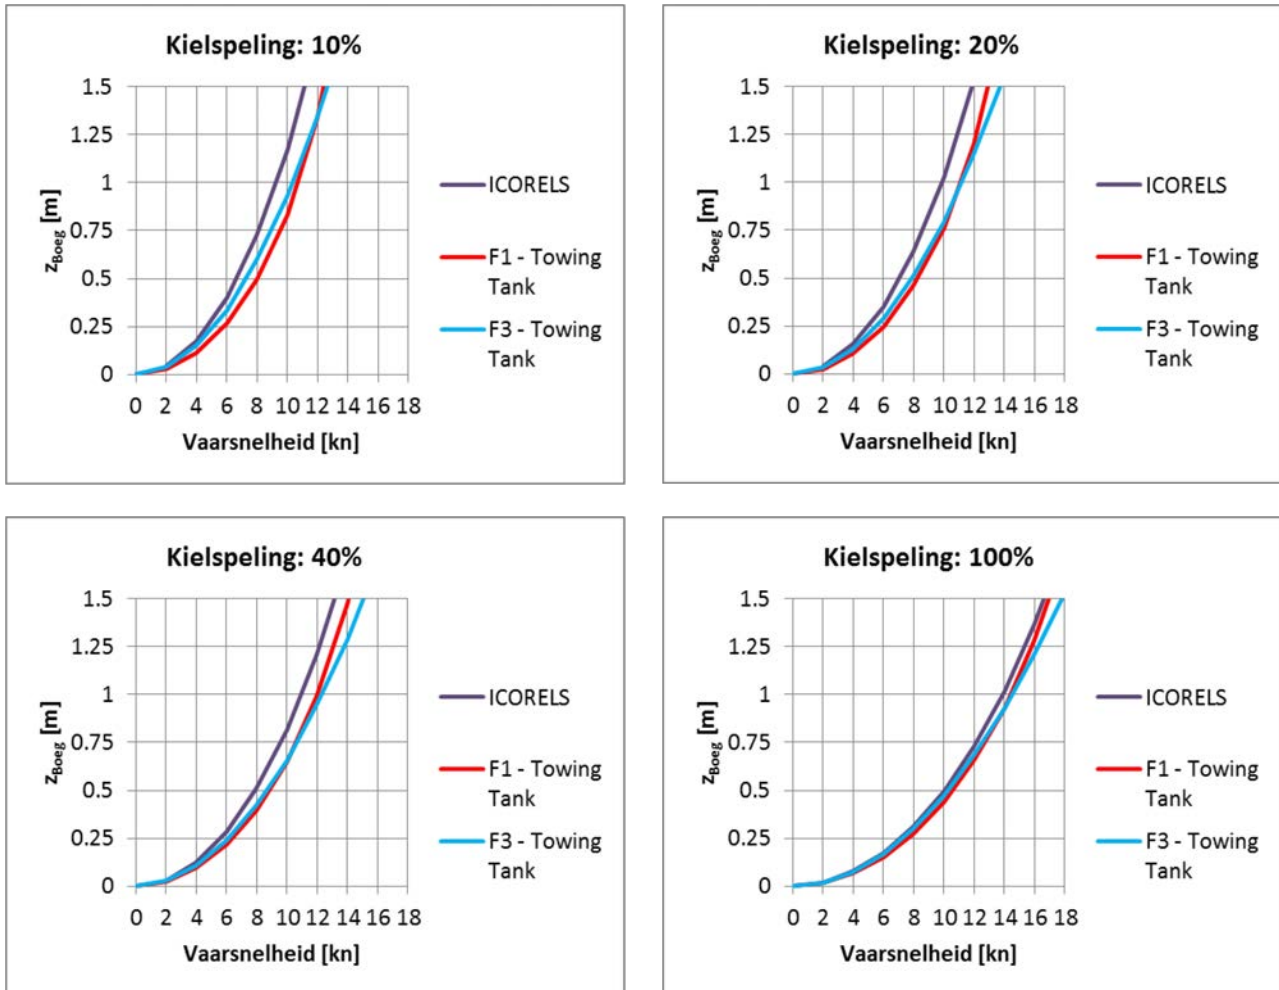 Kielspeling: 10%
1.5
1.25
1
0.75
0.5
0.25
0
zBoeg [m]
0 2 4 6 8 10 12 14 16 18
Vaarsnelheid [kn]
ICORELS
F1 - Towing
Tank
F3 - Towing
Tank
Kielspeling: 20%
1.5
1.25
1
0.75
0.5
0.25
0
zBoeg [m]
0 2 4 6 8 10 12 14 16 18
Vaarsnelheid [kn]
ICORELS
F1 - Towing
Tank
F3 - Towing
Tank
Kielspeling: 40%
1.5
1.25
1
0.75
0.5
0.25
0
zBoeg [m]
0 2 4 6 8 10 12 14 16 18
Vaarsnelheid [kn]
ICORELS
F1 - Towing
Tank
F3 - Towing
Tank
Kielspeling: 100%
1.5
1.25
1
0.75
0.5
0.25
0
zBoeg [m]
0 2 4 6 8 10 12 14 16 18
Vaarsnelheid [kn]
ICORELS
F1 - Towing
Tank
F3 - Towing
Tank